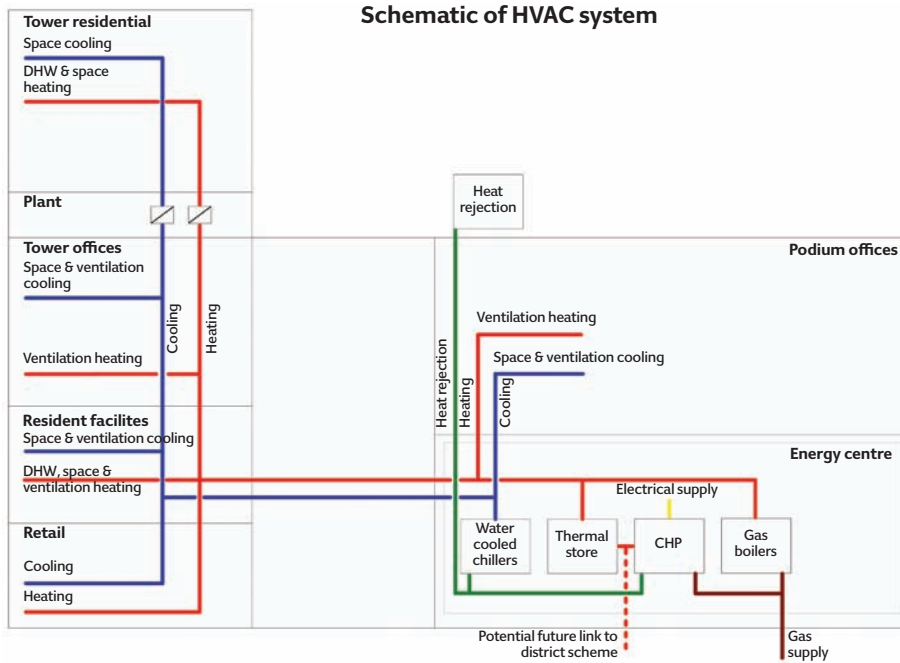 Schematic of HVAC system
Tower residential
Space cooling
DHW & space
heating
Plant
Tower offices
Space & ventilation
cooling
Cooling
Heating
Ventilation heating
Resident facilites
Space & ventilation cooling
DHW, space &
ventilation heating
Retail
Cooling
Heating
Heat
rejection
Podium offices
Ventilation heating
Space & ventilation cooling
Heat rejection
Heating
Cooling
Energy centre
Electrical supply
Water
cooled
chillers
Thermal
store
CHP
Gas
boilers
Potential future link to
district scheme
Gas
supply